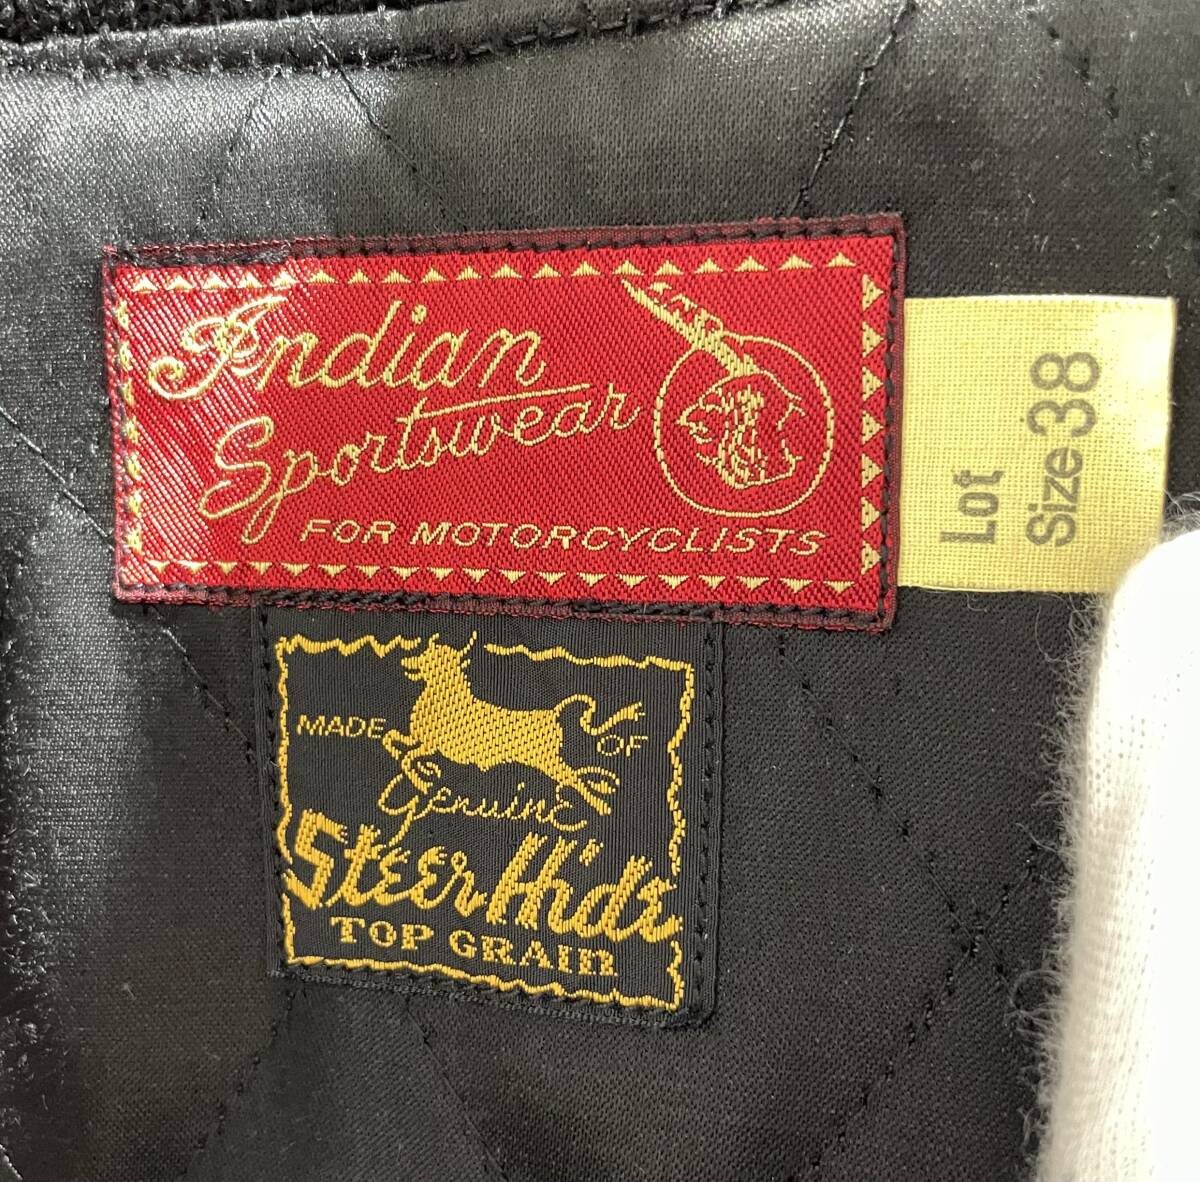 Indian
Sportswear
FOR MOTORCYCLISTS
Lot
Size 38
MADE OF
Genuine
Steer Hide
TOP GRAIN